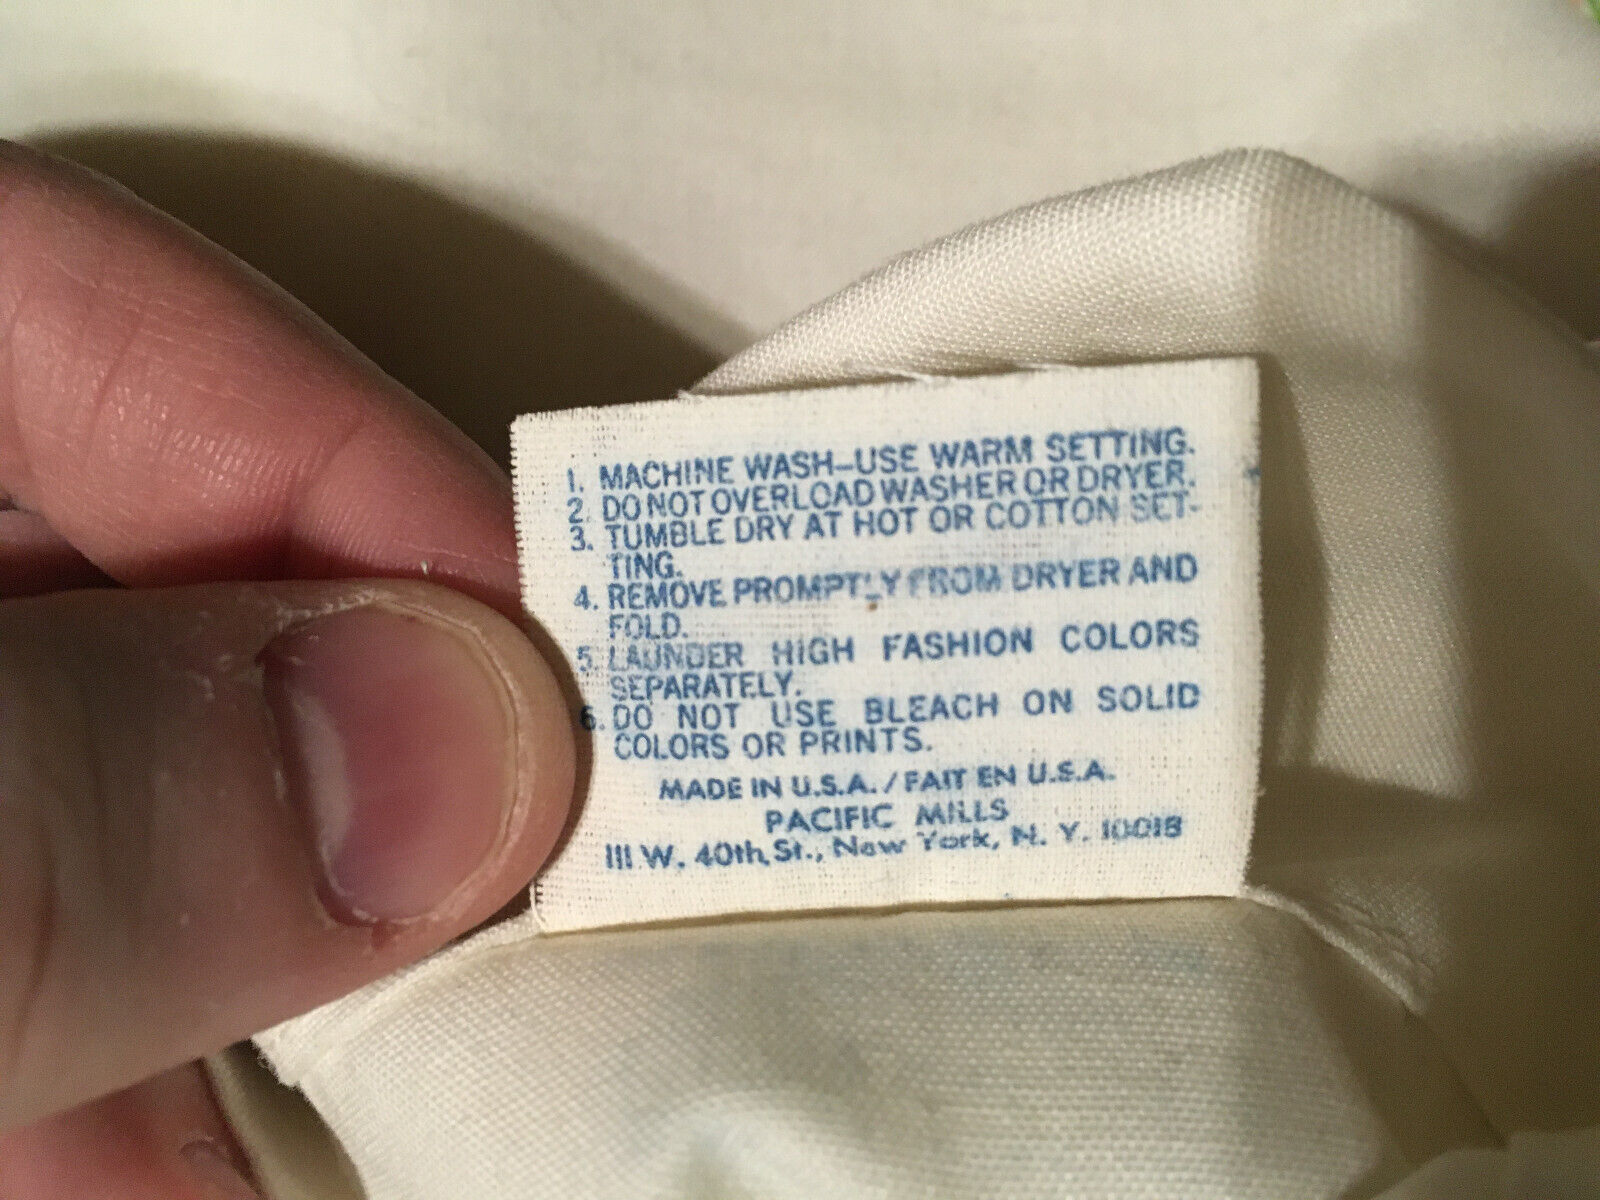 1. MACHINE WASH-USE WARM SETTING.
2. DO NOT OVERLOAD WASHER OR DRYER.
3. TUMBLE DRY AT HOT OR COTTON SET-
TING.
4. REMOVE PROMPTLY FROM DRYER AND
FOLD.
5. LAUNDER HIGH FASHION COLORS
SEPARATELY.
6. DO NOT USE BLEACH ON SOLID
COLORS OR PRINTS.
MADE IN U.S.A./FAIT EN U.S.A.
PACIFIC MILLS
111 W. 40th, St., New York, N. Y. 10018